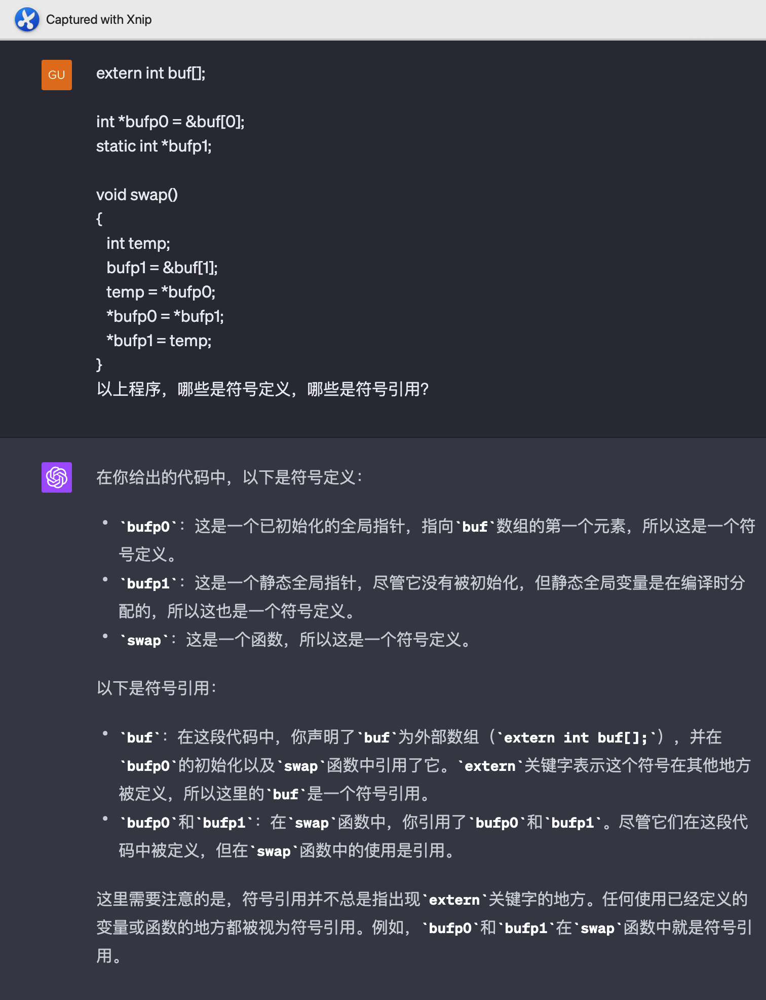 Captured with Xnip
GU
extern int buf[];
int *bufp0 = &buf[0];
static int *bufp1;
void swap()
{
int temp;
bufp1 = &buf[1];
temp = *bufp0;
*bufp0 = *bufp1;
*bufp1 = temp;
}
以上程序，哪些是符号定义，哪些是符号引用?
在你给出的代码中，以下是符号定义：
• `bufp0`：这是一个已初始化的全局指针，指向`buf`数组的第一个元素，所以这是一个符
号定义。
• `bufp1`：这是一个静态全局指针，尽管它没有被初始化，但静态全局变量是在编译时分
配的，所以这也是一个符号定义。
• `swap`：这是一个函数，所以这是一个符号定义。
以下是符号引用：
• `buf`：在这段代码中，你声明了`buf`为外部数组（`extern int buf[];`），并在
`bufp0`的初始化以及`swap`函数中引用了它。`extern`关键字表示这个符号在其他地方
被定义，所以这里的`buf`是一个符号引用。
• `bufp0`和`bufp1`：在`swap`函数中，你引用了`bufp0`和`bufp1`。尽管它们在这段代
码中被定义，但在`swap`函数中的使用是引用。
这里需要注意的是，符号引用并不总是指出现`extern`关键字的地方。任何使用已经定义的
变量或函数的地方都被视为符号引用。例如，`bufp0`和`bufp1`在`swap`函数中就是符号引
用。